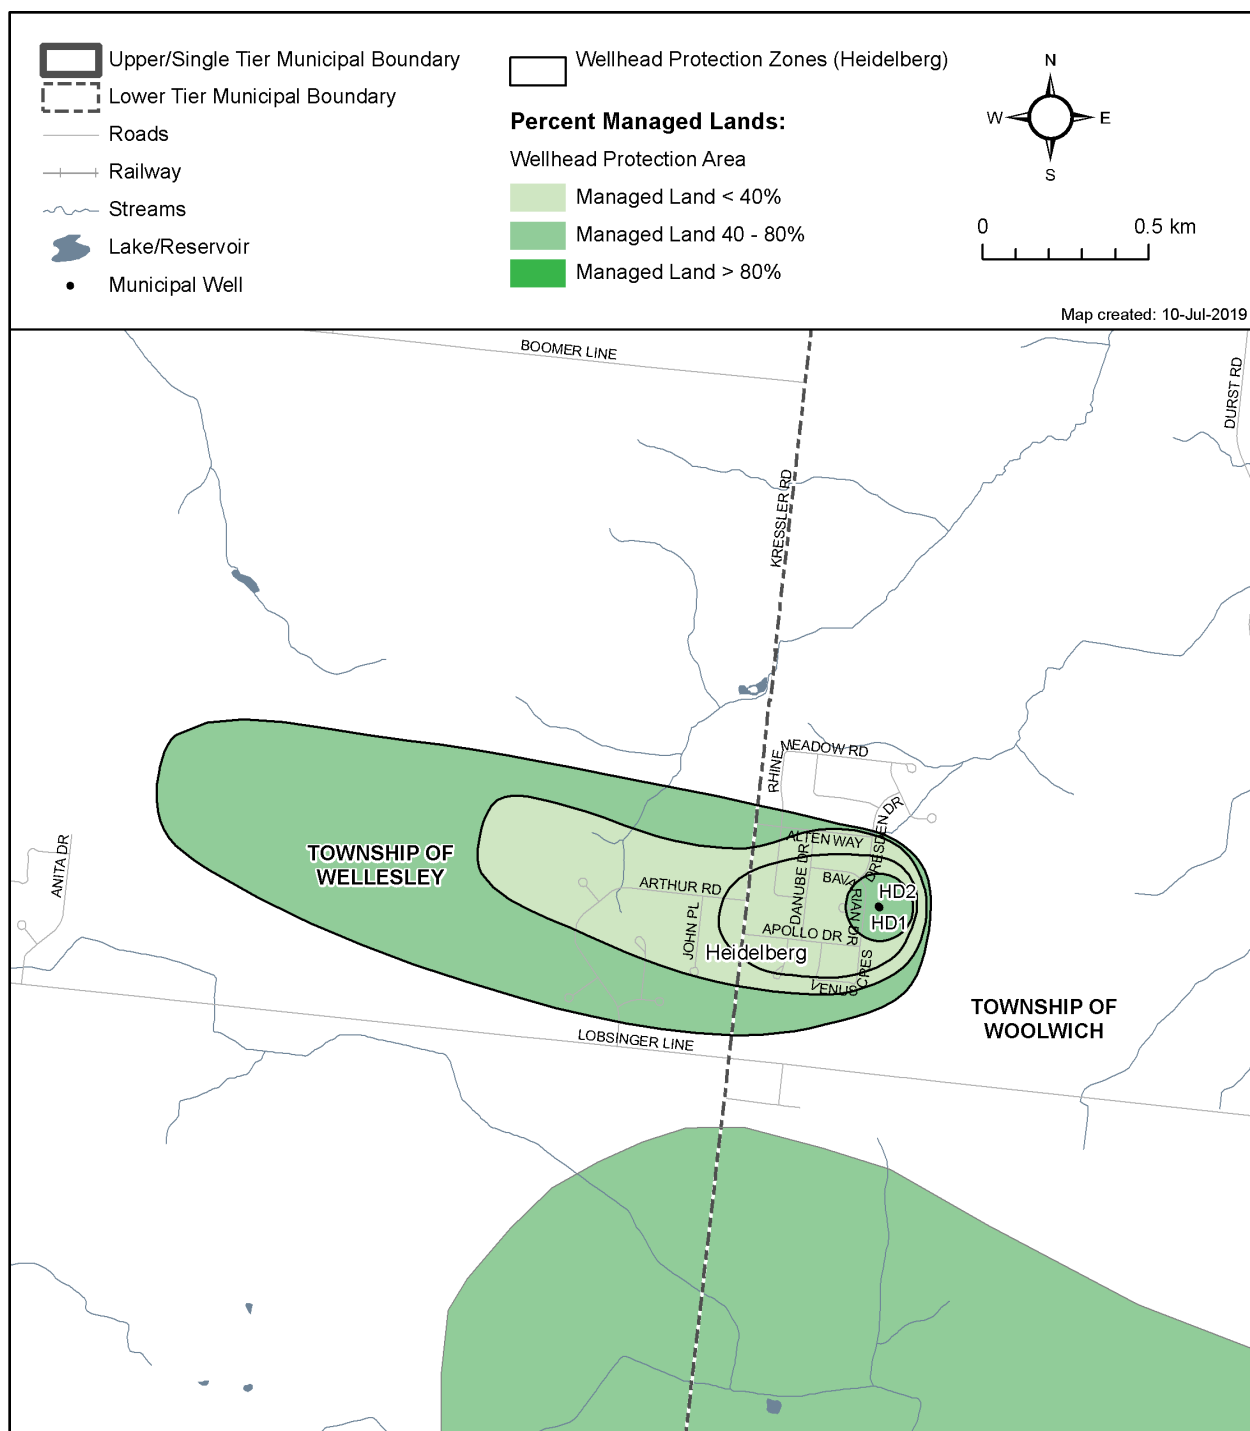 Upper/Single Tier Municipal Boundary
Lower Tier Municipal Boundary
Roads
Railway
Streams
Lake/Reservoir
Municipal Well
Wellhead Protection Zones (Heidelberg)
Percent Managed Lands:
Wellhead Protection Area
Managed Land < 40%
Managed Land 40 - 80%
Managed Land > 80%
N
W E
S
0 0.5 km
Map created: 10-Jul-2019
BOOMER LINE
DURST RD
KRESSLER RD
MEADOW RD
RHINE
DRESDEN DR
ALTEN WAY
ANITA DR
TOWNSHIP OF
WELLESLEY
DANUBE DR
BAVARIAN DR
ARTHUR RD
HD2
HD1
JOHN PL
APOLLO DR
Heidelberg
VENUS CRES
TOWNSHIP OF
WOOLWICH
LOBSINGER LINE